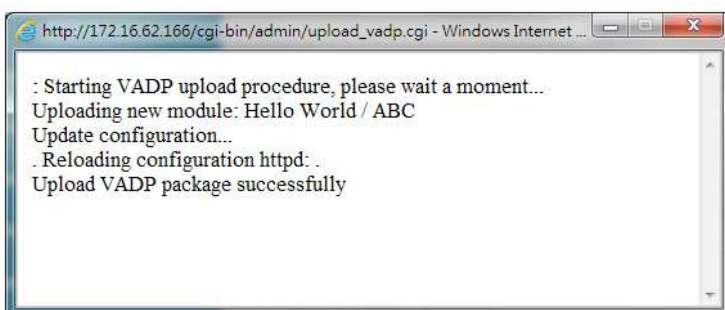 http://172.16.62.166/cgi-bin/admin/upload_vadp.cgi - Windows Internet ...
: Starting VADP upload procedure, please wait a moment...
Uploading new module: Hello World / ABC
Update configuration...
. Reloading configuration httpd: .
Upload VADP package successfully